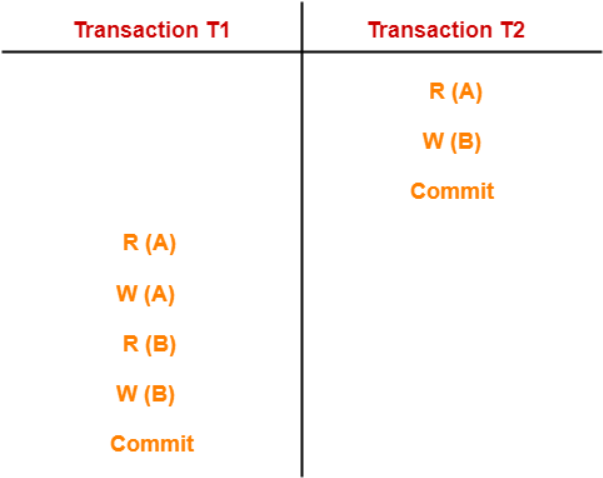 Transaction T1 Transaction T2
R (A)
W (B)
Commit
R (A)
W (A)
R (B)
W (B)
Commit